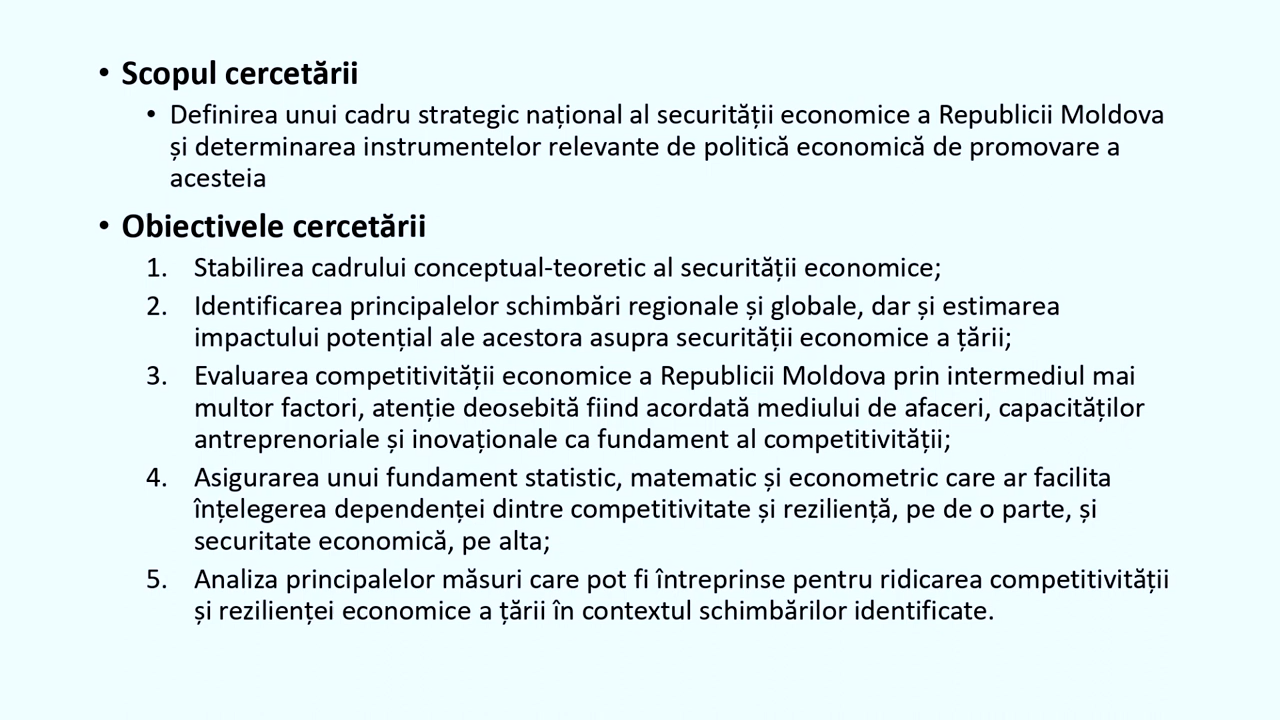 • Scopul cercetării
• Definirea unui cadru strategic național al securității economice a Republicii Moldova
și determinarea instrumentelor relevante de politică economică de promovare a
acesteia
• Obiectivele cercetării
1. Stabilirea cadrului conceptual-teoretic al securității economice;
2. Identificarea principalelor schimbări regionale și globale, dar și estimarea
impactului potențial ale acestora asupra securității economice a țării;
3. Evaluarea competitivității economice a Republicii Moldova prin intermediul mai
multor factori, atenție deosebită fiind acordată mediului de afaceri, capacităților
antreprenoriale și inovaționale ca fundament al competitivității;
4. Asigurarea unui fundament statistic, matematic și econometric care ar facilita
înțelegerea dependenței dintre competitivitate și reziliență, pe de o parte, și
securitate economică, pe alta;
5. Analiza principalelor măsuri care pot fi întreprinse pentru ridicarea competitivității
și rezilienței economice a țării în contextul schimbărilor identificate.